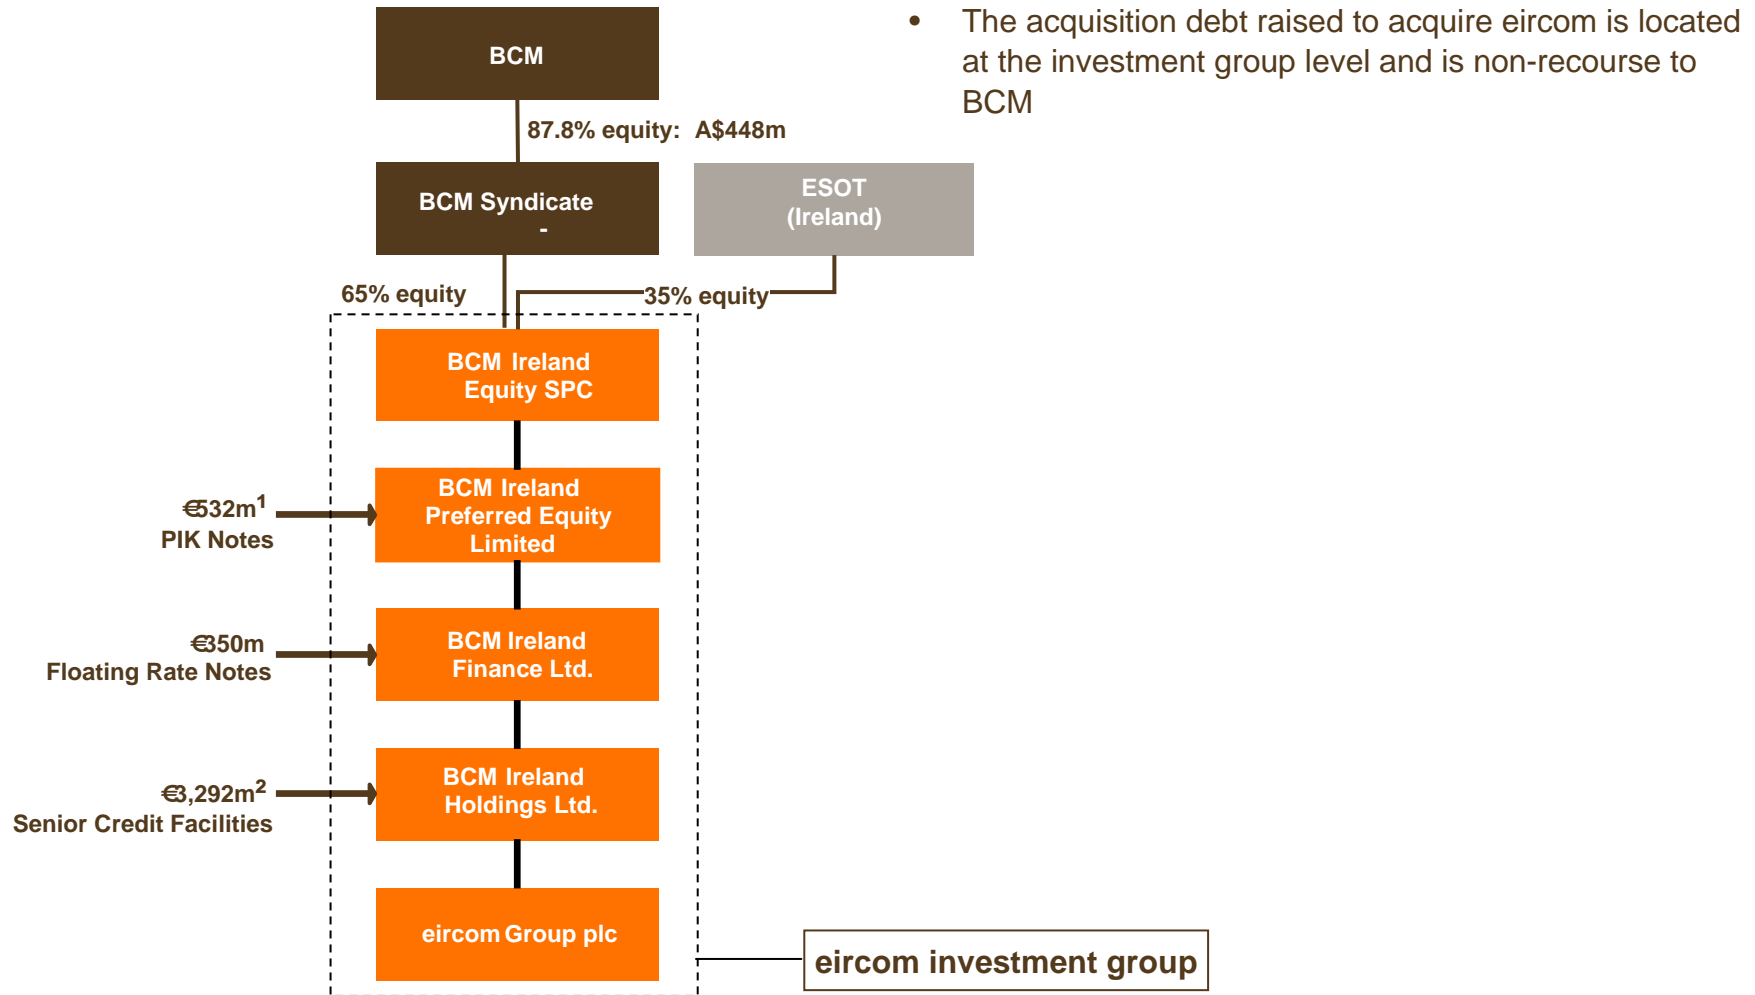 BCM
• The acquisition debt raised to acquire eircom is located
at the investment group level and is non-recourse to
BCM
87.8% equity: A$448m
BCM Syndicate
-
ESOT
(Ireland)
65% equity
35% equity
BCM Ireland
Equity SPC
€532m¹
PIK Notes
BCM Ireland
Preferred Equity
Limited
€350m
Floating Rate Notes
BCM Ireland
Finance Ltd.
€3,292m²
Senior Credit Facilities
BCM Ireland
Holdings Ltd.
eircom Group plc
eircom investment group